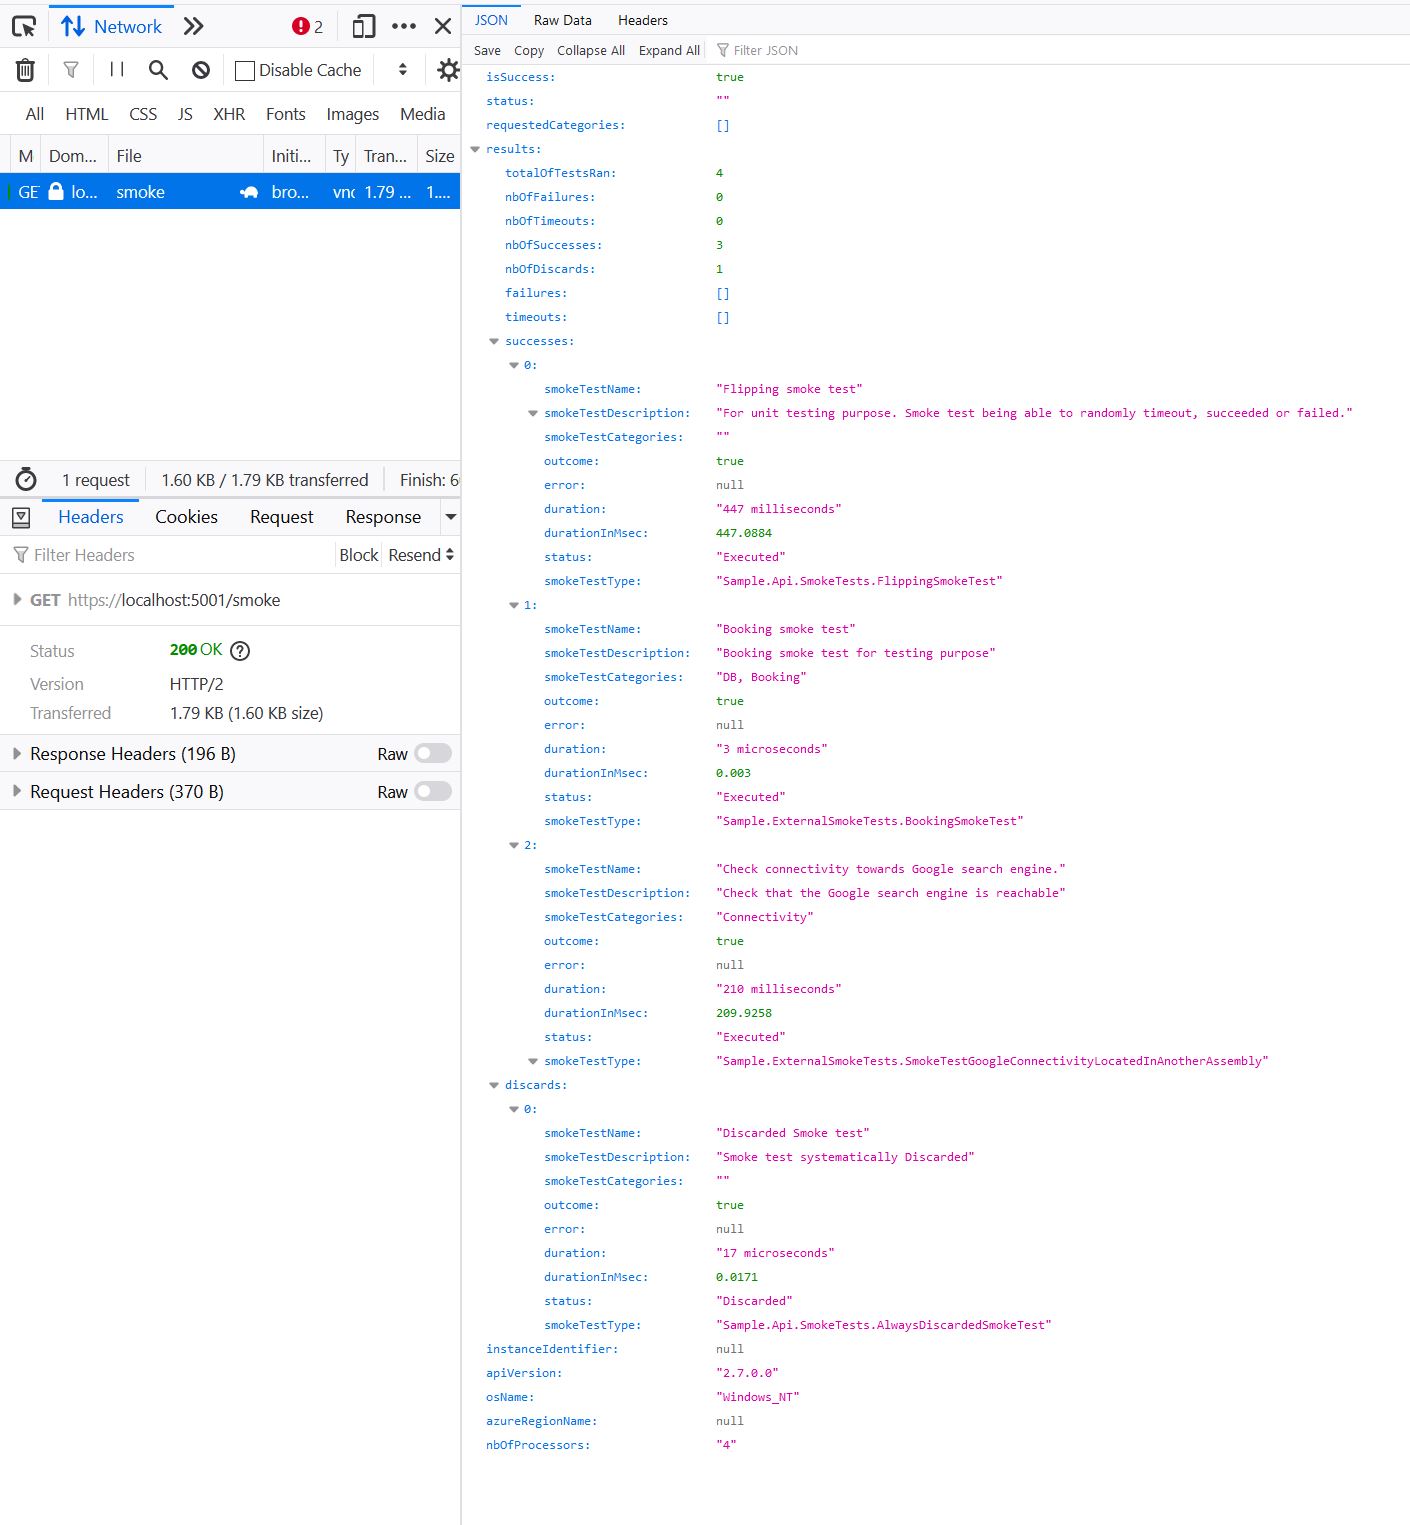 Network
2
Disable Cache
All HTML CSS JS XHR Fonts Images Media
M Dom... File Initi... Ty Tran... Size
GE lo... smoke bro... vnd 1.79 ... 1....
1 request 1.60 KB / 1.79 KB transferred Finish: 6
Headers Cookies Request Response
Filter Headers Block Resend
GET https://localhost:5001/smoke
Status 200 OK
Version HTTP/2
Transferred 1.79 KB (1.60 KB size)
Response Headers (196 B) Raw
Request Headers (370 B) Raw
JSON Raw Data Headers
Save Copy Collapse All Expand All Filter JSON
isSuccess: true
status: ""
requestedCategories: []
results:
totalOfTestsRan: 4
nbOfFailures: 0
nbOfTimeouts: 0
nbOfSuccesses: 3
nbOfDiscards: 1
failures: []
timeouts: []
successes:
0:
smokeTestName: "Flipping smoke test"
smokeTestDescription: "For unit testing purpose. Smoke test being able to randomly timeout, succeeded or failed."
smokeTestCategories: ""
outcome: true
error: null
duration: "447 milliseconds"
durationInMsec: 447.0884
status: "Executed"
smokeTestType: "Sample.Api.SmokeTests.FlippingSmokeTest"
1:
smokeTestName: "Booking smoke test"
smokeTestDescription: "Booking smoke test for testing purpose"
smokeTestCategories: "DB, Booking"
outcome: true
error: null
duration: "3 microseconds"
durationInMsec: 0.003
status: "Executed"
smokeTestType: "Sample.ExternalSmokeTests.BookingSmokeTest"
2:
smokeTestName: "Check connectivity towards Google search engine."
smokeTestDescription: "Check that the Google search engine is reachable"
smokeTestCategories: "Connectivity"
outcome: true
error: null
duration: "210 milliseconds"
durationInMsec: 209.9258
status: "Executed"
smokeTestType: "Sample.ExternalSmokeTests.SmokeTestGoogleConnectivityLocatedInAnotherAssembly"
discards:
0:
smokeTestName: "Discarded Smoke test"
smokeTestDescription: "Smoke test systematically Discarded"
smokeTestCategories: ""
outcome: true
error: null
duration: "17 microseconds"
durationInMsec: 0.0171
status: "Discarded"
smokeTestType: "Sample.Api.SmokeTests.AlwaysDiscardedSmokeTest"
instanceIdentifier: null
apiVersion: "2.7.0.0"
osName: "Windows_NT"
azureRegionName: null
nbOfProcessors: "4"